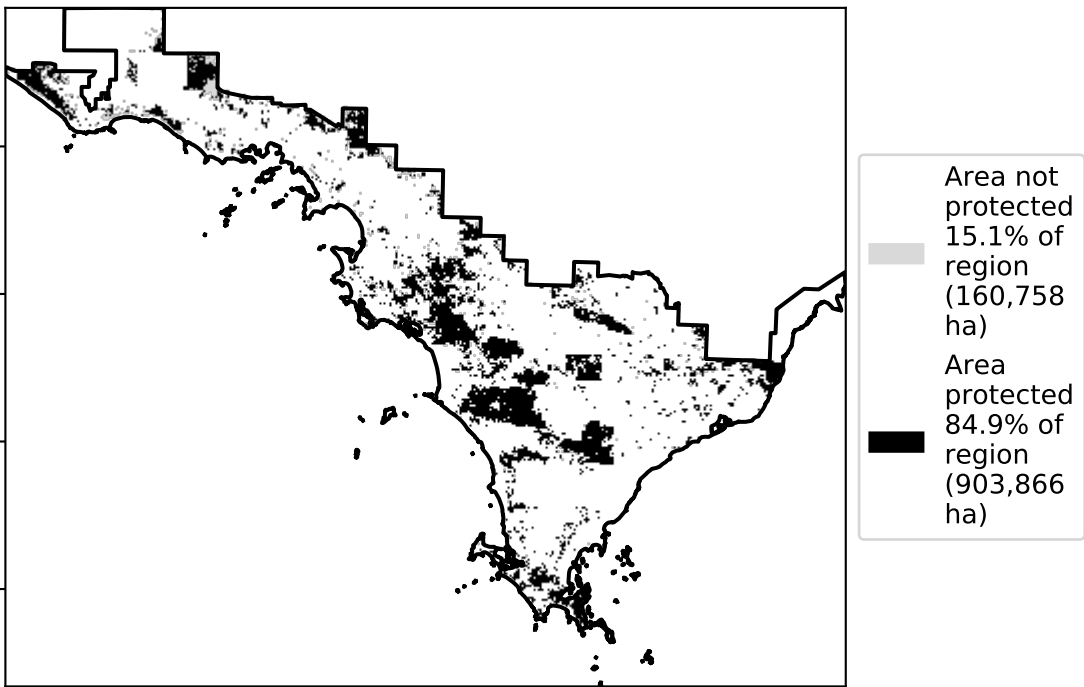 Area not
protected
15.1% of
region
(160,758
ha)
Area
protected
84.9% of
region
(903,866
ha)